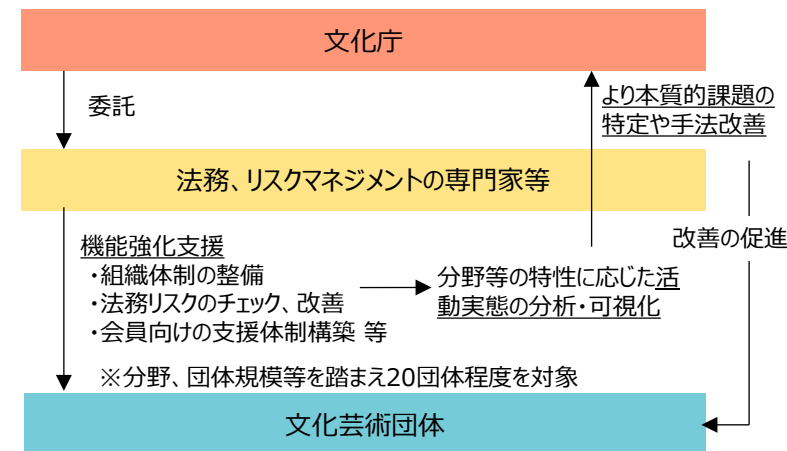 文化庁
委託
より本質的課題の
特定や手法改善
法務、リスクマネジメントの専門家等
改善の促進
機能強化支援
・組織体制の整備
・法務リスクのチェック、改善
・会員向けの支援体制構築 等
分野等の特性に応じた活
動実態の分析・可視化
※分野、団体規模等を踏まえ20団体程度を対象
文化芸術団体